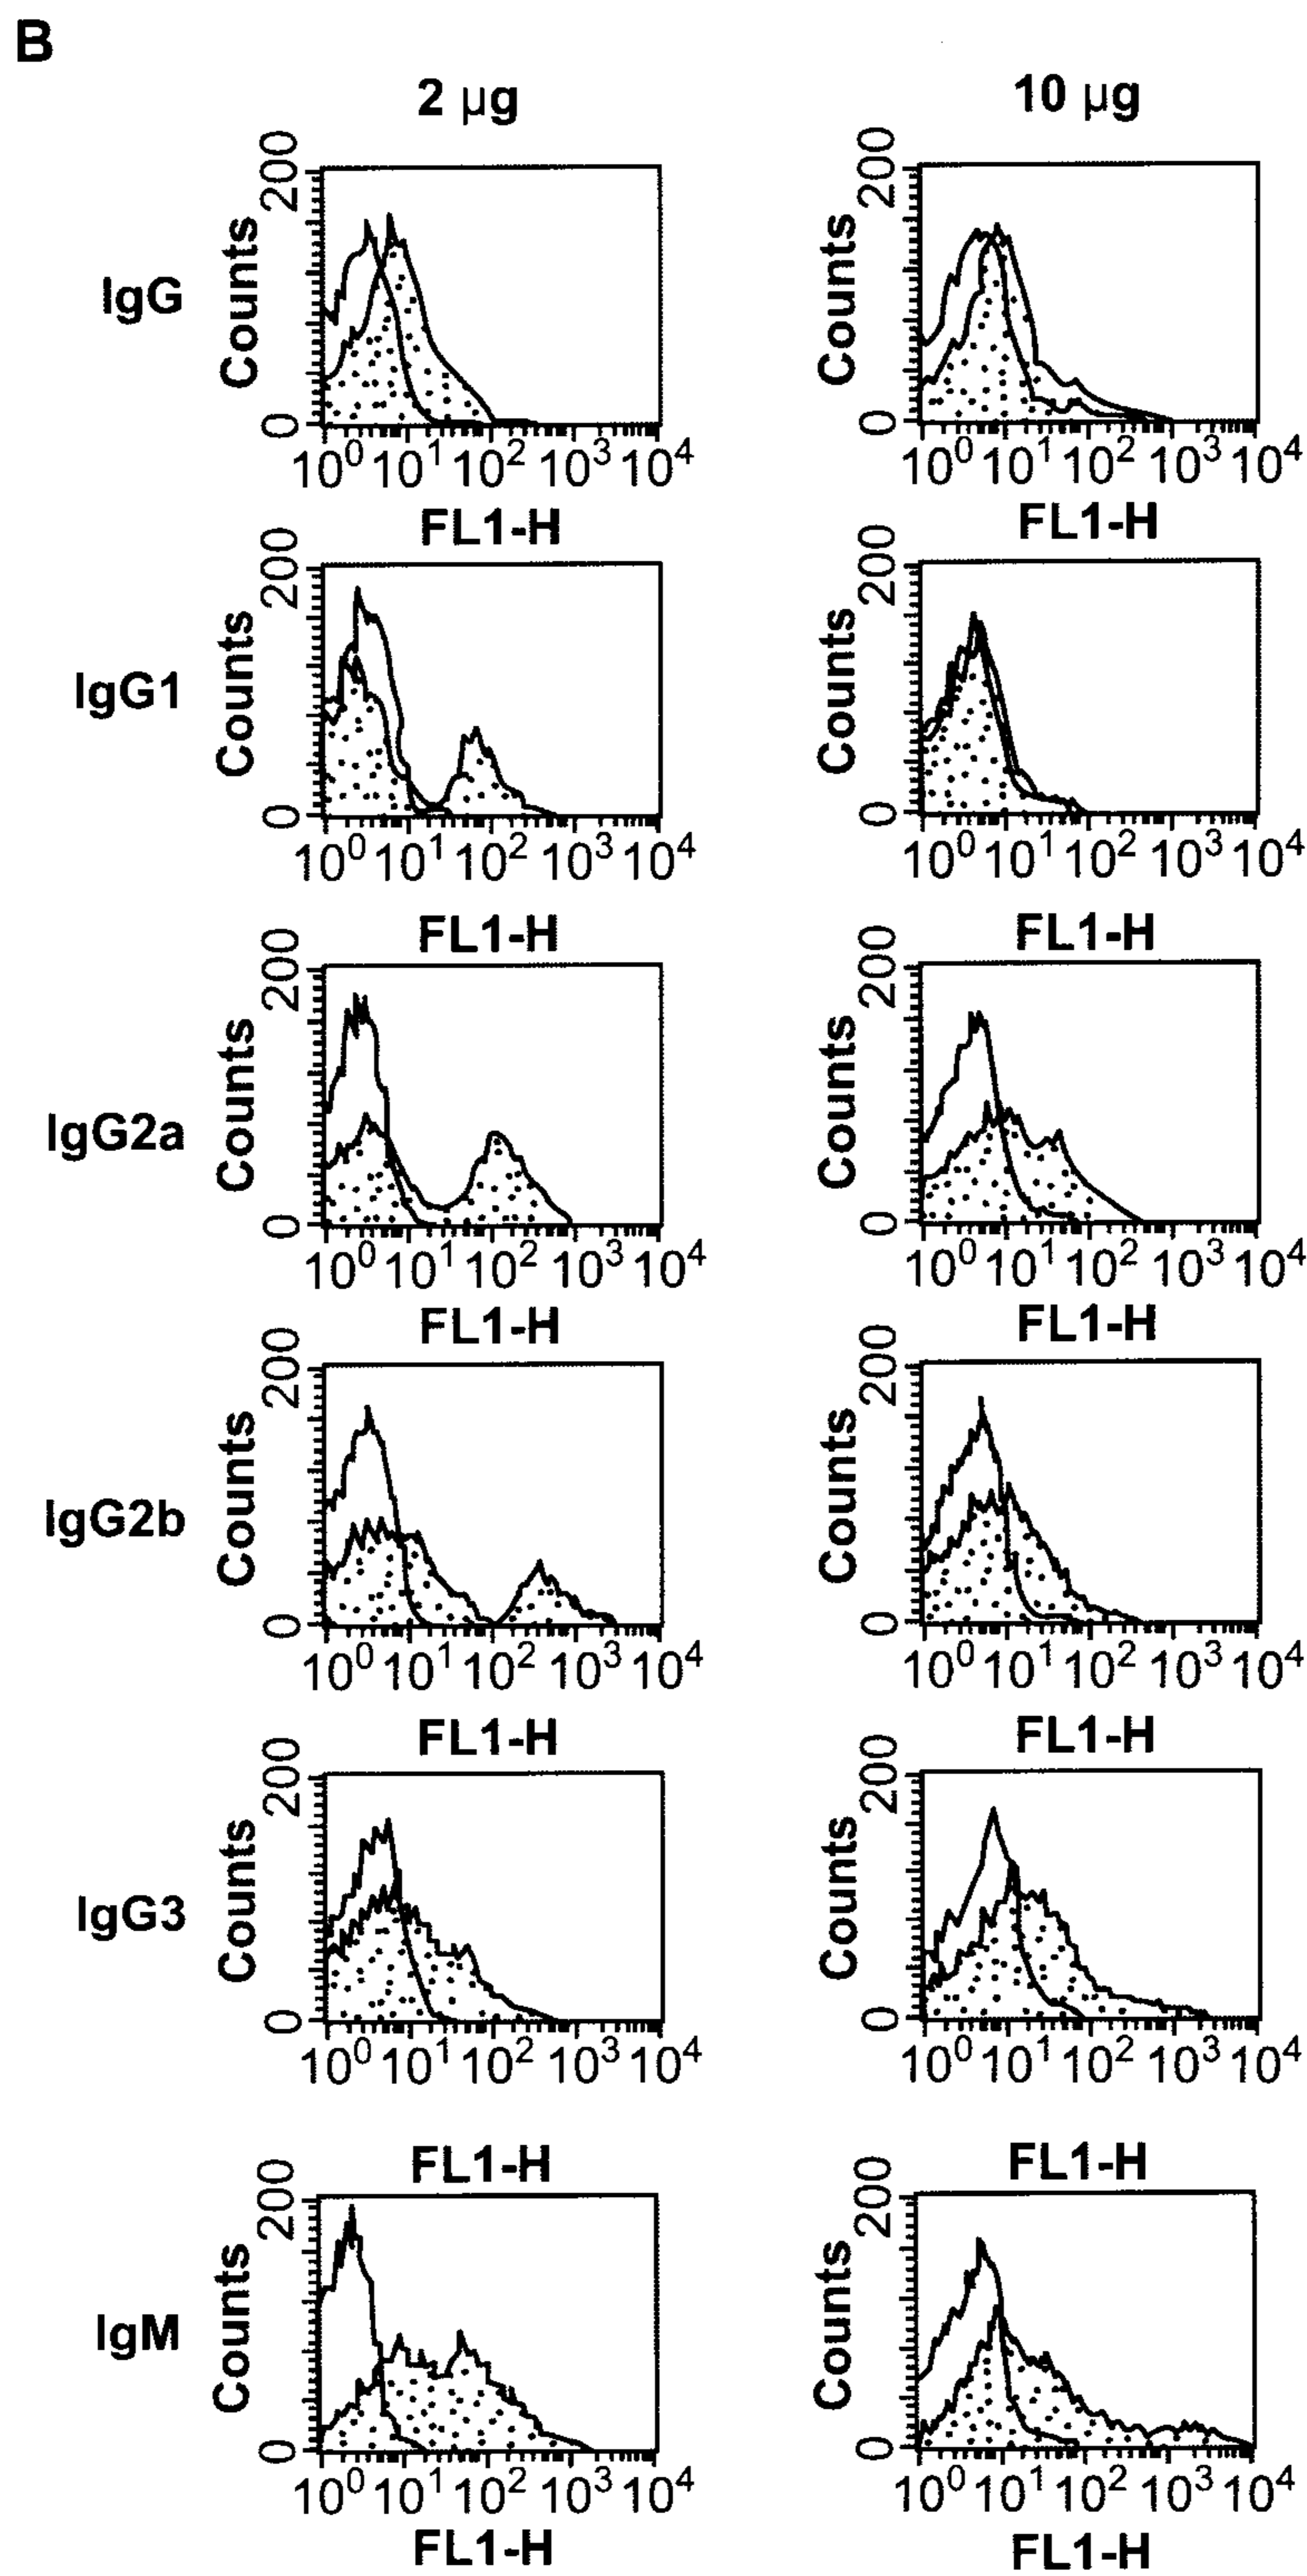 B
2 µg 10 µg
IgG Counts 200 0 10⁰ 10¹ 10² 10³ 10⁴ FL1-H Counts 200 0 10⁰ 10¹ 10² 10³ 10⁴ FL1-H
IgG1 Counts 200 0 10⁰ 10¹ 10² 10³ 10⁴ FL1-H Counts 200 0 10⁰ 10¹ 10² 10³ 10⁴ FL1-H
IgG2a Counts 200 0 10⁰ 10¹ 10² 10³ 10⁴ FL1-H Counts 200 0 10⁰ 10¹ 10² 10³ 10⁴ FL1-H
IgG2b Counts 200 0 10⁰ 10¹ 10² 10³ 10⁴ FL1-H Counts 200 0 10⁰ 10¹ 10² 10³ 10⁴ FL1-H
IgG3 Counts 200 0 10⁰ 10¹ 10² 10³ 10⁴ FL1-H Counts 200 0 10⁰ 10¹ 10² 10³ 10⁴ FL1-H
IgM Counts 200 0 10⁰ 10¹ 10² 10³ 10⁴ FL1-H Counts 200 0 10⁰ 10¹ 10² 10³ 10⁴ FL1-H